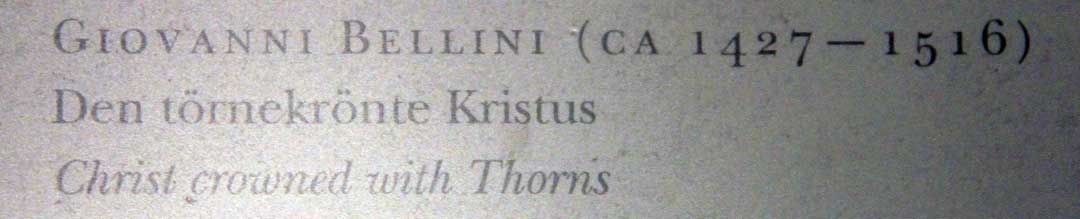 GIOVANNI BELLINI (CA 1427–1516)
Den törnekrönte Kristus
Christ crowned with Thorns